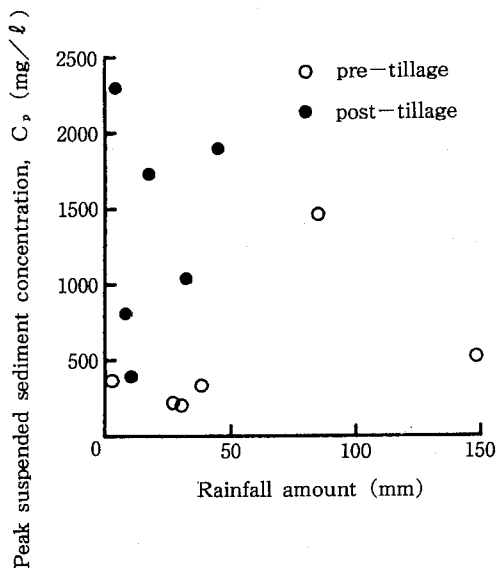 Peak suspended sediment concentration, Cₚ (mg/ℓ)
2500
2000
1500
1000
500
0
0
50
100
150
Rainfall amount (mm)
○ pre-tillage
● post-tillage